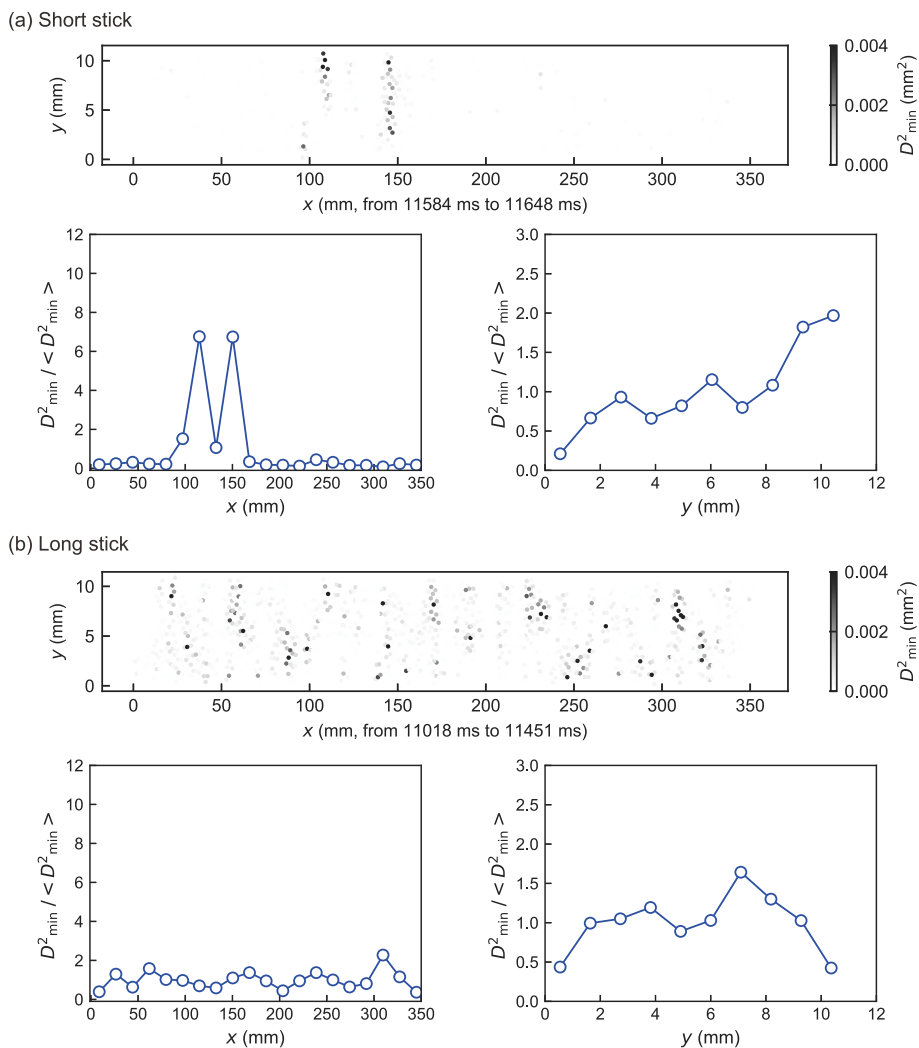 (a) Short stick
y (mm)
10
5
0
0 50 100 150 200 250 300 350
x (mm, from 11584 ms to 11648 ms)
0.004
0.002
0.000
D²min (mm²)
D²min / < D²min >
12
10
8
6
4
2
0
0 50 100 150 200 250 300 350
x (mm)
D²min / < D²min >
3.0
2.5
2.0
1.5
1.0
0.5
0.0
0 2 4 6 8 10 12
y (mm)
(b) Long stick
y (mm)
10
5
0
0 50 100 150 200 250 300 350
x (mm, from 11018 ms to 11451 ms)
0.004
0.002
0.000
D²min (mm²)
D²min / < D²min >
12
10
8
6
4
2
0
0 50 100 150 200 250 300 350
x (mm)
D²min / < D²min >
3.0
2.5
2.0
1.5
1.0
0.5
0.0
0 2 4 6 8 10 12
y (mm)